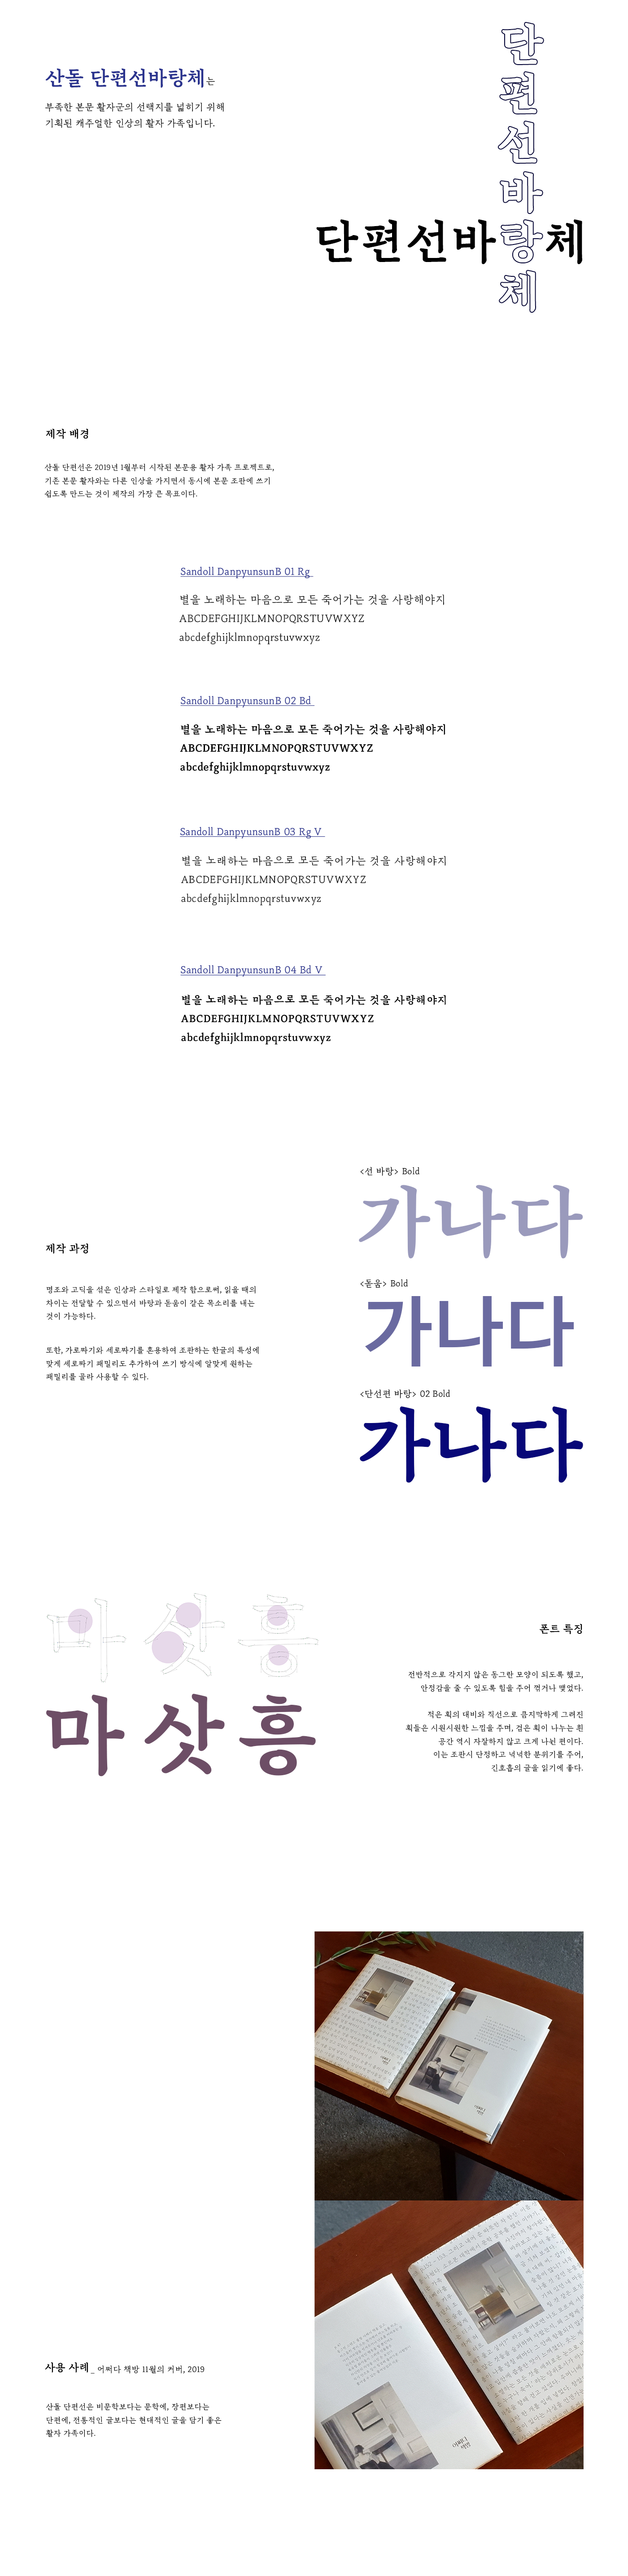 산돌 단편선바탕체는
부족한 본문 활자군의 선택지를 넓히기 위해
기획된 캐주얼한 인상의 활자 가족입니다.
단편선바탕체
단편선바탕체
제작 배경
산돌 단편선은 2019년 1월부터 시작된 본문용 활자 가족 프로젝트로,
기존 본문 활자와는 다른 인상을 가지면서 동시에 본문 조판에 쓰기
쉽도록 만드는 것이 제작의 가장 큰 목표이다.
Sandoll DanpyunsunB 01 Rg
별을 노래하는 마음으로 모든 죽어가는 것을 사랑해야지
ABCDEFGHIJKLMNOPQRSTUVWXYZ
abcdefghijklmnopqrstuvwxyz
Sandoll DanpyunsunB 02 Bd
별을 노래하는 마음으로 모든 죽어가는 것을 사랑해야지
ABCDEFGHIJKLMNOPQRSTUVWXYZ
abcdefghijklmnopqrstuvwxyz
Sandoll DanpyunsunB 03 Rg V
별을 노래하는 마음으로 모든 죽어가는 것을 사랑해야지
ABCDEFGHIJKLMNOPQRSTUVWXYZ
abcdefghijklmnopqrstuvwxyz
Sandoll DanpyunsunB 04 Bd V
별을 노래하는 마음으로 모든 죽어가는 것을 사랑해야지
ABCDEFGHIJKLMNOPQRSTUVWXYZ
abcdefghijklmnopqrstuvwxyz
제작 과정
명조와 고딕을 섞은 인상과 스타일로 제작 함으로써, 읽을 때의
차이는 전달할 수 있으면서 바탕과 돋움이 같은 목소리를 내는
것이 가능하다.
또한, 가로짜기와 세로짜기를 혼용하여 조판하는 한글의 특성에
맞게 세로짜기 패밀리도 추가하여 쓰기 방식에 알맞게 원하는
패밀리를 골라 사용할 수 있다.
<선 바탕> Bold
가나다
<돋움> Bold
가나다
<단선편 바탕> 02 Bold
가나다
마 삿 흥
마 삿 흥
폰트 특징
전반적으로 각지지 않은 동그란 모양이 되도록 했고,
안정감을 줄 수 있도록 힘을 주어 꺾거나 맺었다.
적은 획의 대비와 직선으로 큼지막하게 그려진
획들은 시원시원한 느낌을 주며, 검은 획이 나누는 흰
공간 역시 자잘하지 않고 크게 나뉜 편이다.
이는 조판시 단정하고 넉넉한 분위기를 주어,
긴호흡의 글을 읽기에 좋다.
사용 사례_ 어쩌다 책방 11월의 커버, 2019
산돌 단편선은 비문학보다는 문학에, 장편보다는
단편에, 전통적인 글보다는 현대적인 글을 담기 좋은
활자 가족이다.